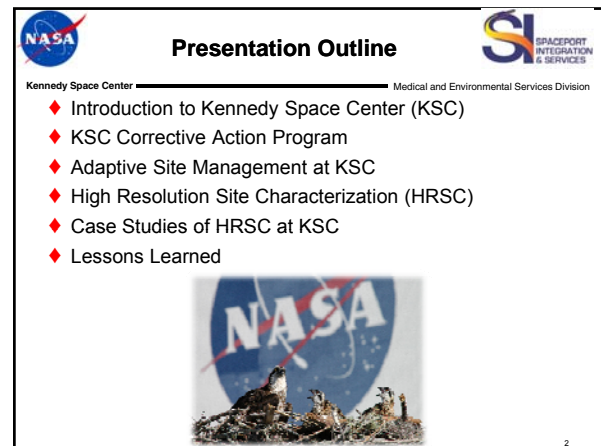 NASA
Presentation Outline
SI SPACEPORT
INTEGRATION
& SERVICES
Kennedy Space Center
Medical and Environmental Services Division
♦ Introduction to Kennedy Space Center (KSC)
♦ KSC Corrective Action Program
♦ Adaptive Site Management at KSC
♦ High Resolution Site Characterization (HRSC)
♦ Case Studies of HRSC at KSC
♦ Lessons Learned
NASA
2